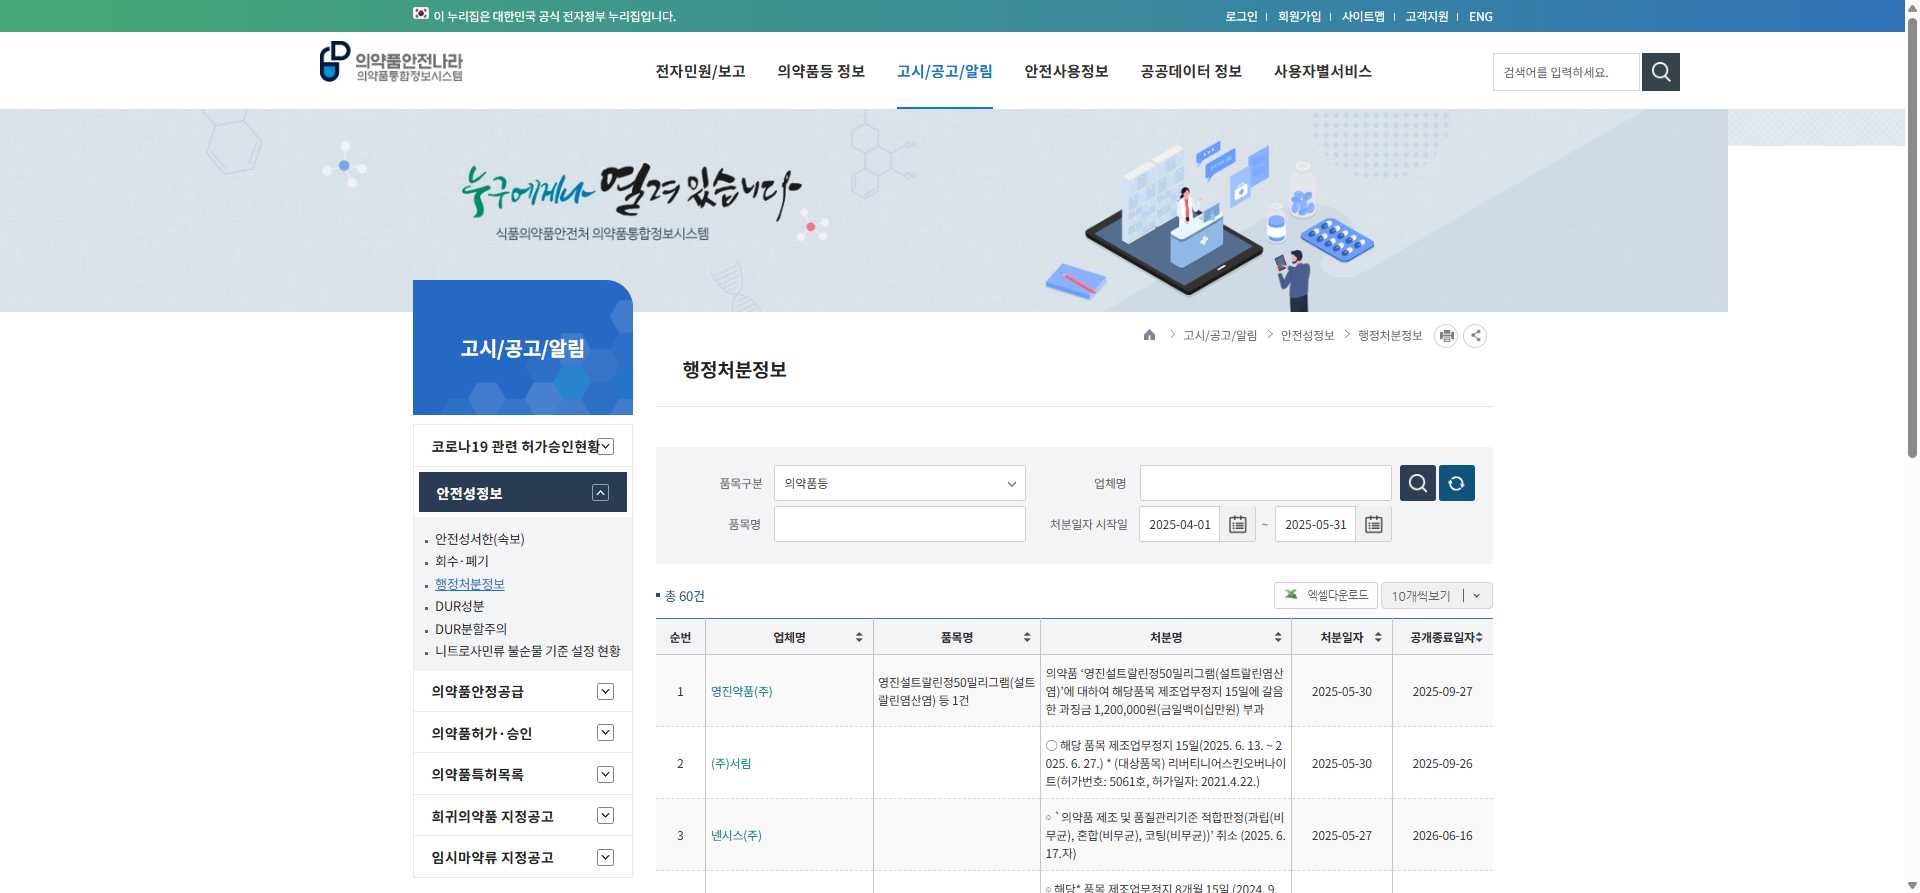 이 누리집은 대한민국 공식 전자정부 누리집입니다.
로그인
회원가입
사이트맵
고객지원
ENG
의약품안전나라
의약품통합정보시스템
전자민원/보고
의약품등 정보
고시/공고/알림
안전사용정보
공공데이터 정보
사용자별서비스
검색어를 입력하세요.
누구에게나 열려 있습니다
식품의약품안전처 의약품통합정보시스템
고시/공고/알림
고시/공고/알림
안전성정보
행정처분정보
행정처분정보
코로나19 관련 허가승인현황
안전성정보
안전성서한(속보)
회수·폐기
행정처분정보
DUR성분
DUR분할주의
니트로사민류 불순물 기준 설정 현황
의약품안정공급
의약품허가·승인
의약품특허목록
희귀의약품 지정공고
임시마약류 지정공고
품목구분
의약품등
업체명
품목명
처분일자 시작일
2025-04-01
~
2025-05-31
총 60건
엑셀다운로드
10개씩보기
순번
업체명
품목명
처분명
처분일자
공개종료일자
1
영진약품(주)
영진설트랄린정50밀리그램(설트
랄린염산염) 등 1건
의약품 ‘영진설트랄린정50밀리그램(설트랄린염산
염)’에 대하여 해당품목 제조업무정지 15일에 갈음
한 과징금 1,200,000원(금일백이십만원) 부과
2025-05-30
2025-09-27
2
(주)서림
○ 해당 품목 제조업무정지 15일(2025. 6. 13. ~ 2
025. 6. 27.) * (대상품목) 리버티니어스킨오버나이
트(허가번호: 5061호, 허가일자: 2021.4.22.)
2025-05-30
2025-09-26
3
넨시스(주)
◦ `의약품 제조 및 품질관리기준 적합판정(과립(비
무균), 혼합(비무균), 코팅(비무균))’ 취소 (2025. 6.
17.자)
2025-05-27
2026-06-16
◦ 해당* 품목 제조업무정지 8개월 15일 (2024. 9.